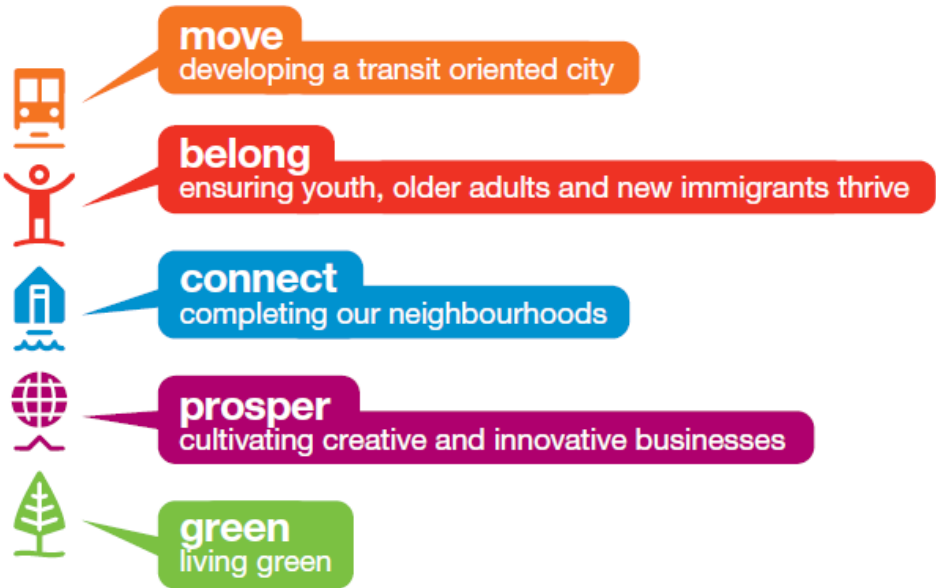 move
developing a transit oriented city
belong
ensuring youth, older adults and new immigrants thrive
connect
completing our neighbourhoods
prosper
cultivating creative and innovative businesses
green
living green